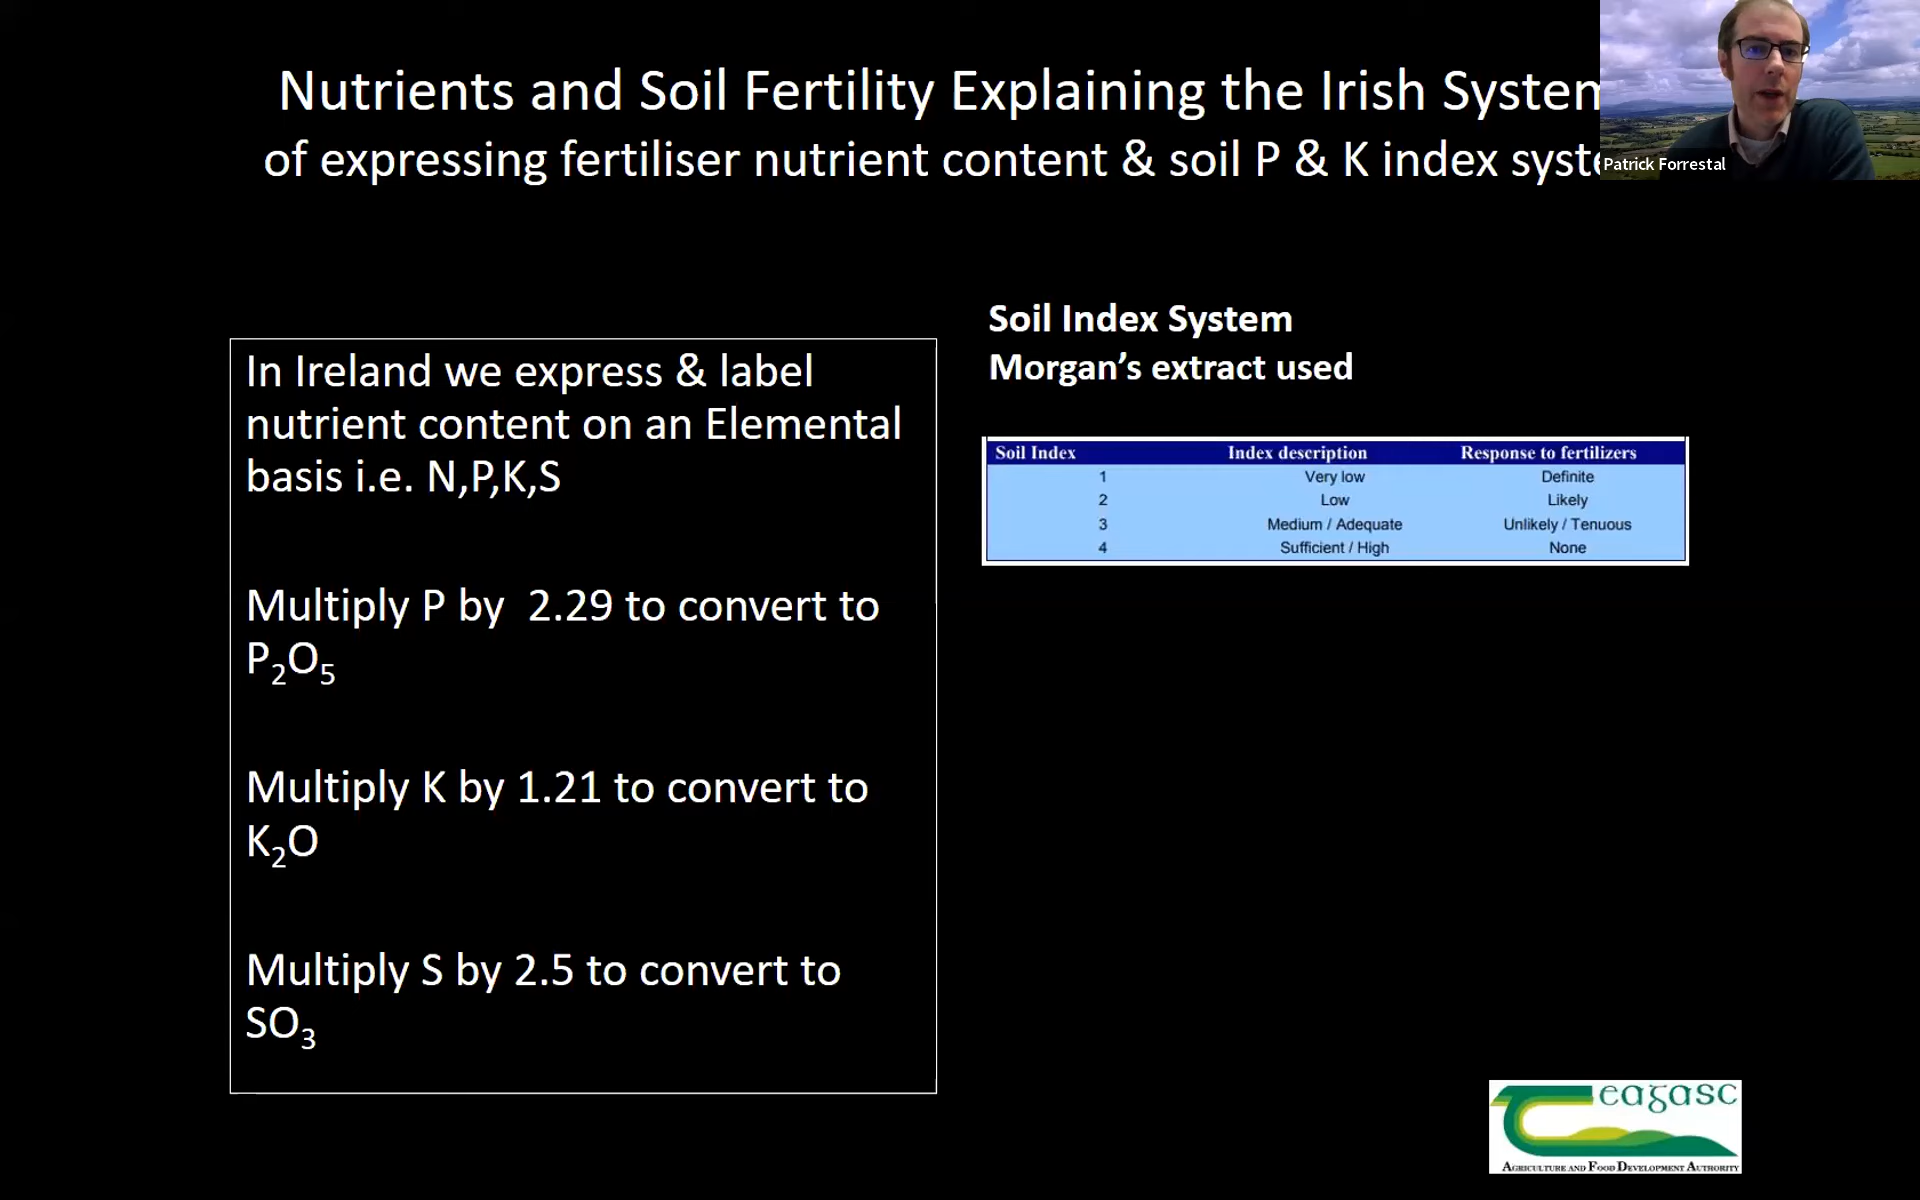 Nutrients and Soil Fertility Explaining the Irish System
of expressing fertiliser nutrient content & soil P & K index syste
Patrick Forrestal
In Ireland we express & label
nutrient content on an Elemental
basis i.e. N,P,K,S
Multiply P by 2.29 to convert to
P₂O₅
Multiply K by 1.21 to convert to
K₂O
Multiply S by 2.5 to convert to
SO₃
Soil Index System
Morgan’s extract used
Soil Index Index description Response to fertilizers
1 Very low Definite
2 Low Likely
3 Medium / Adequate Unlikely / Tenuous
4 Sufficient / High None
eagasc
AGRICULTURE AND FOOD DEVELOPMENT AUTHORITY